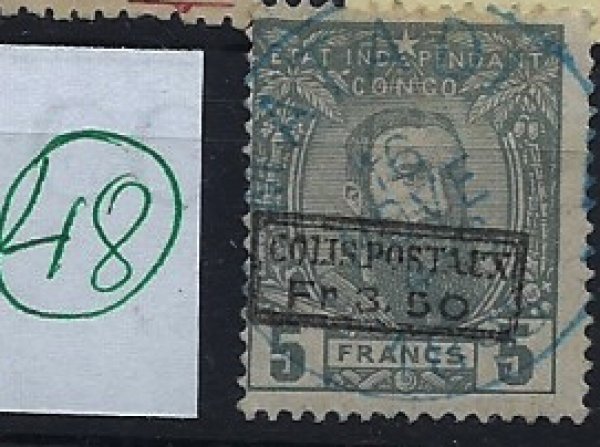 48
ETAT INDEPENDANT
CONGO
COLIS POSTAUX
Fr. 3.50
5 FRANCS 5